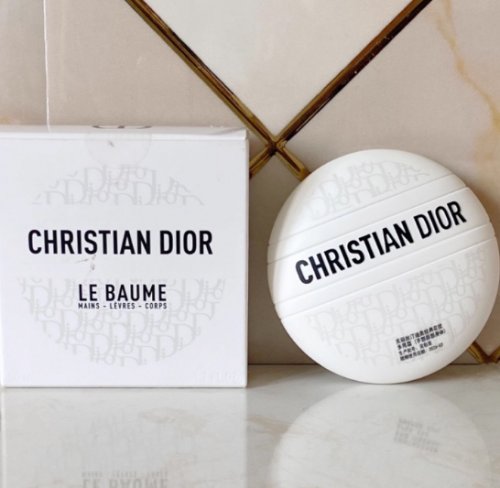 CHRISTIAN DIOR
LE BAUME
MAINS - LÈVRES - CORPS
CHRISTIAN DIOR